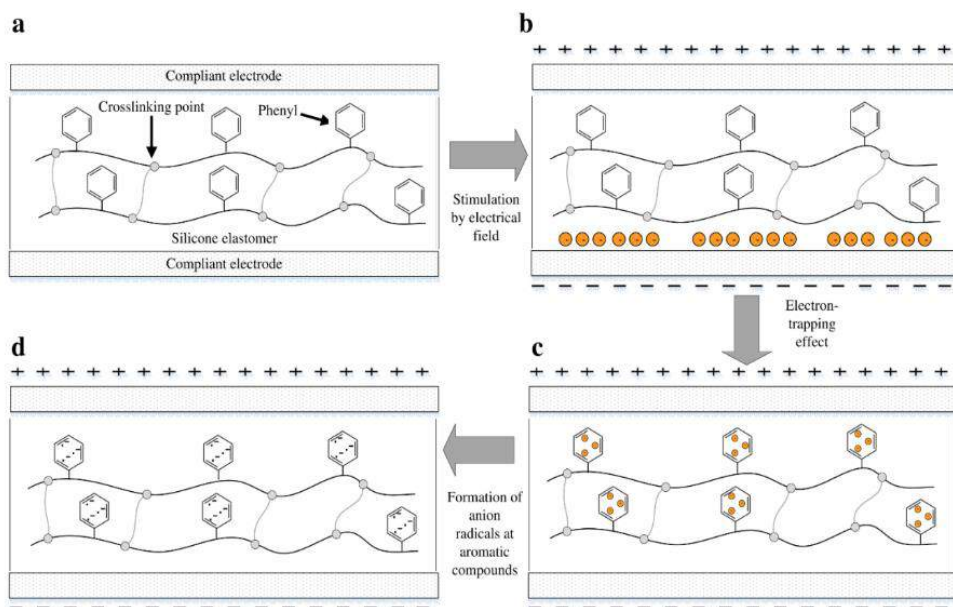 a
Compliant electrode
Crosslinking point
Phenyl
Silicone elastomer
Compliant electrode
Stimulation
by electrical
field
b
+ + + + + + + + + + + + + + + +
- - - - - - - - - - - - - - - - - -
Electron-
trapping
effect
d
+ + + + + + + + + + + + + + + +
Formation of
anion
radicals at
aromatic
compounds
c
+ + + + + + + + + + + + + + + +